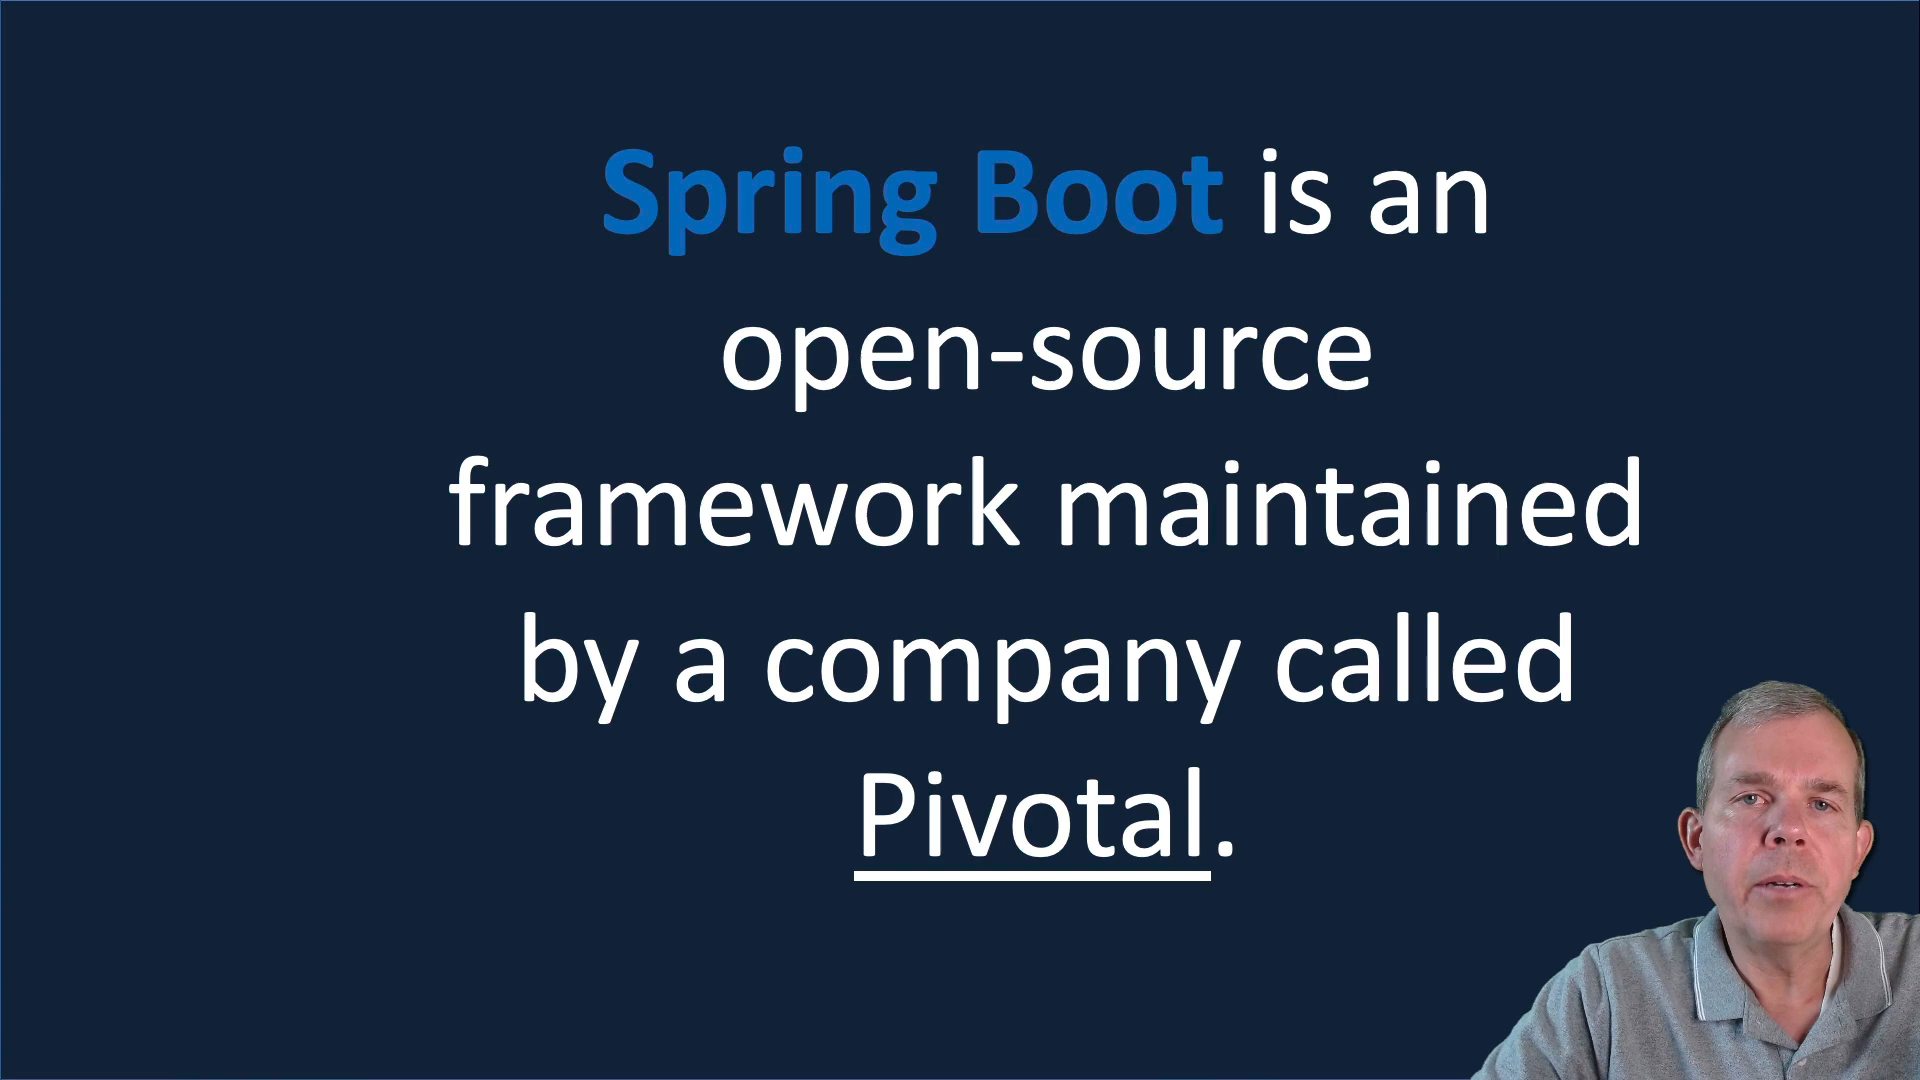 Spring Boot is an
open-source
framework maintained
by a company called
Pivotal.